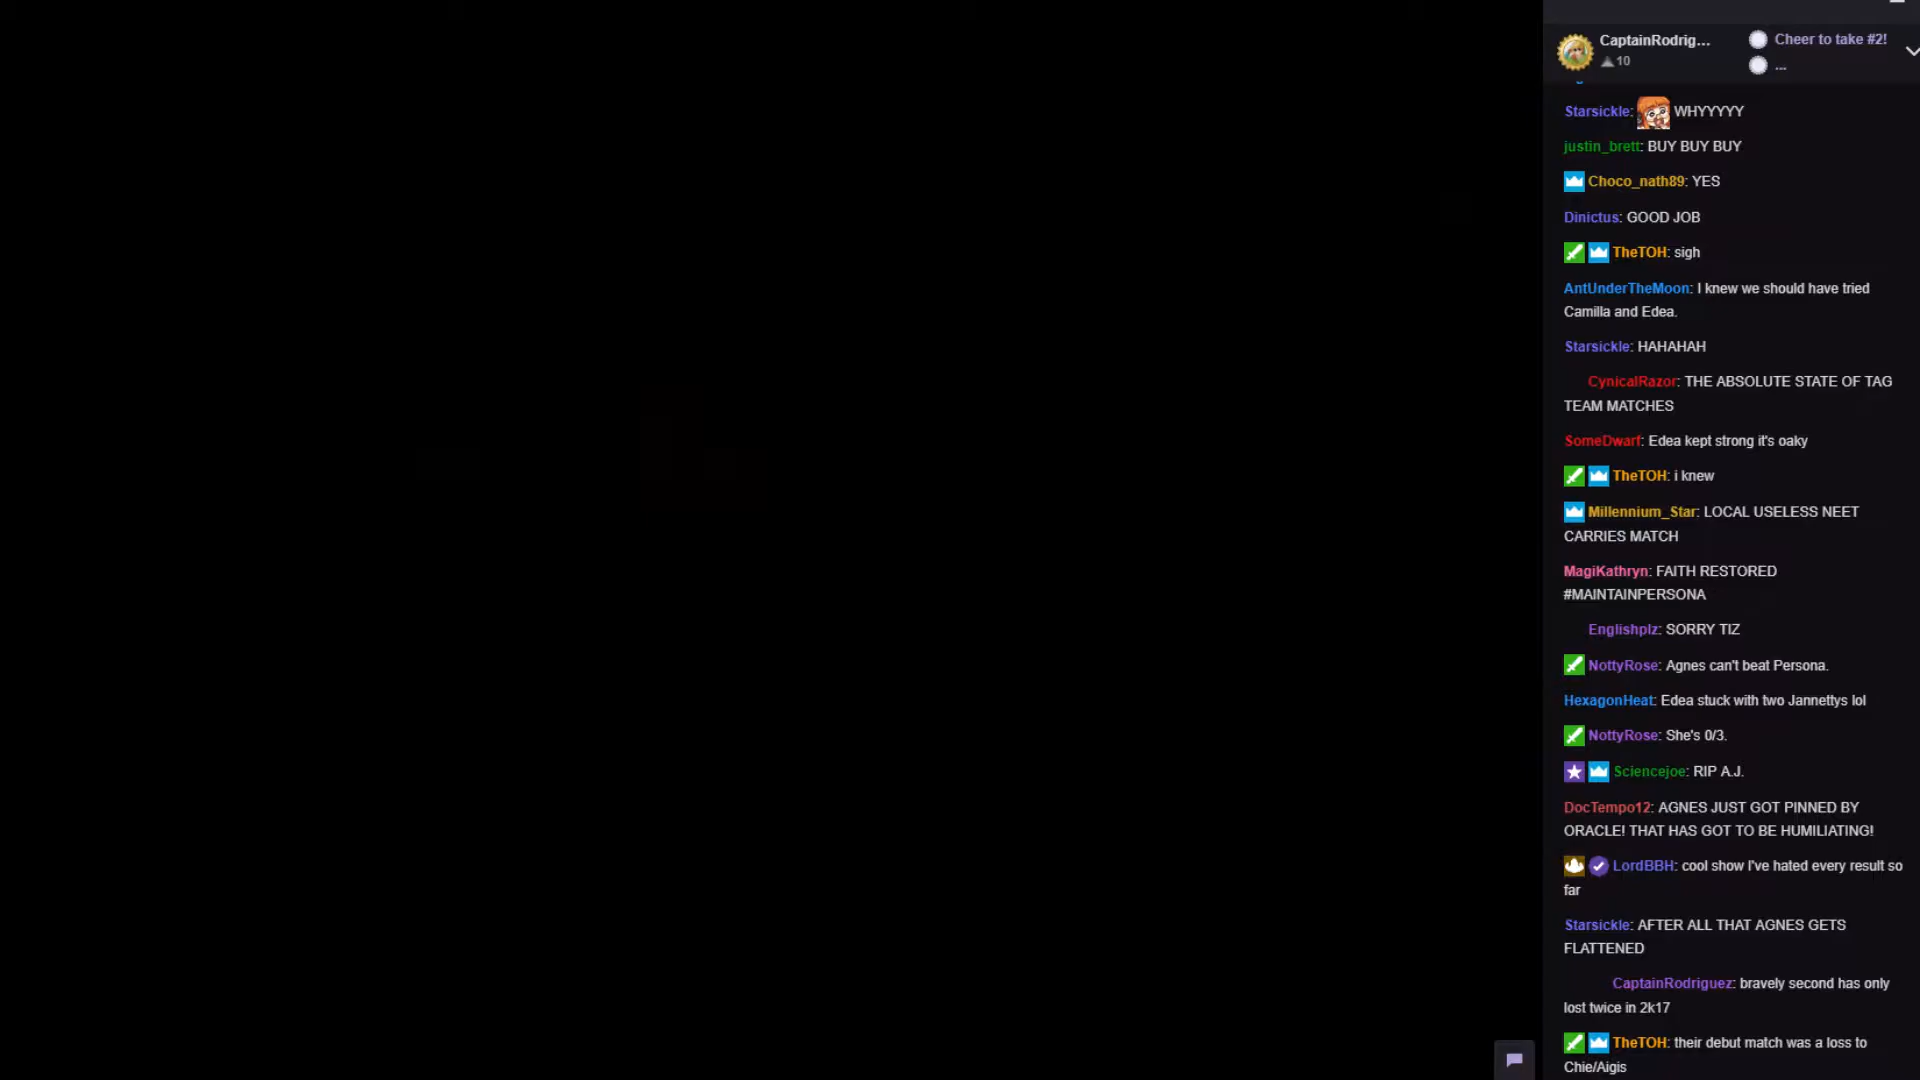 CaptainRodrig...
10
Cheer to take #2!
...
Starsickle: WHYYYYY
justin_brett: BUY BUY BUY
Choco_nath89: YES
Dinictus: GOOD JOB
TheTOH: sigh
AntUnderTheMoon: I knew we should have tried
Camilla and Edea.
Starsickle: HAHAHAH
CynicalRazor: THE ABSOLUTE STATE OF TAG
TEAM MATCHES
SomeDwarf: Edea kept strong it's oaky
TheTOH: i knew
Millennium_Star: LOCAL USELESS NEET
CARRIES MATCH
MagiKathryn: FAITH RESTORED
#MAINTAINPERSONA
Englishplz: SORRY TIZ
NottyRose: Agnes can't beat Persona.
HexagonHeat: Edea stuck with two Jannettys lol
NottyRose: She's 0/3.
Sciencejoe: RIP A.J.
DocTempo12: AGNES JUST GOT PINNED BY
ORACLE! THAT HAS GOT TO BE HUMILIATING!
LordBBH: cool show I've hated every result so
far
Starsickle: AFTER ALL THAT AGNES GETS
FLATTENED
CaptainRodriguez: bravely second has only
lost twice in 2k17
TheTOH: their debut match was a loss to
Chie/Aigis